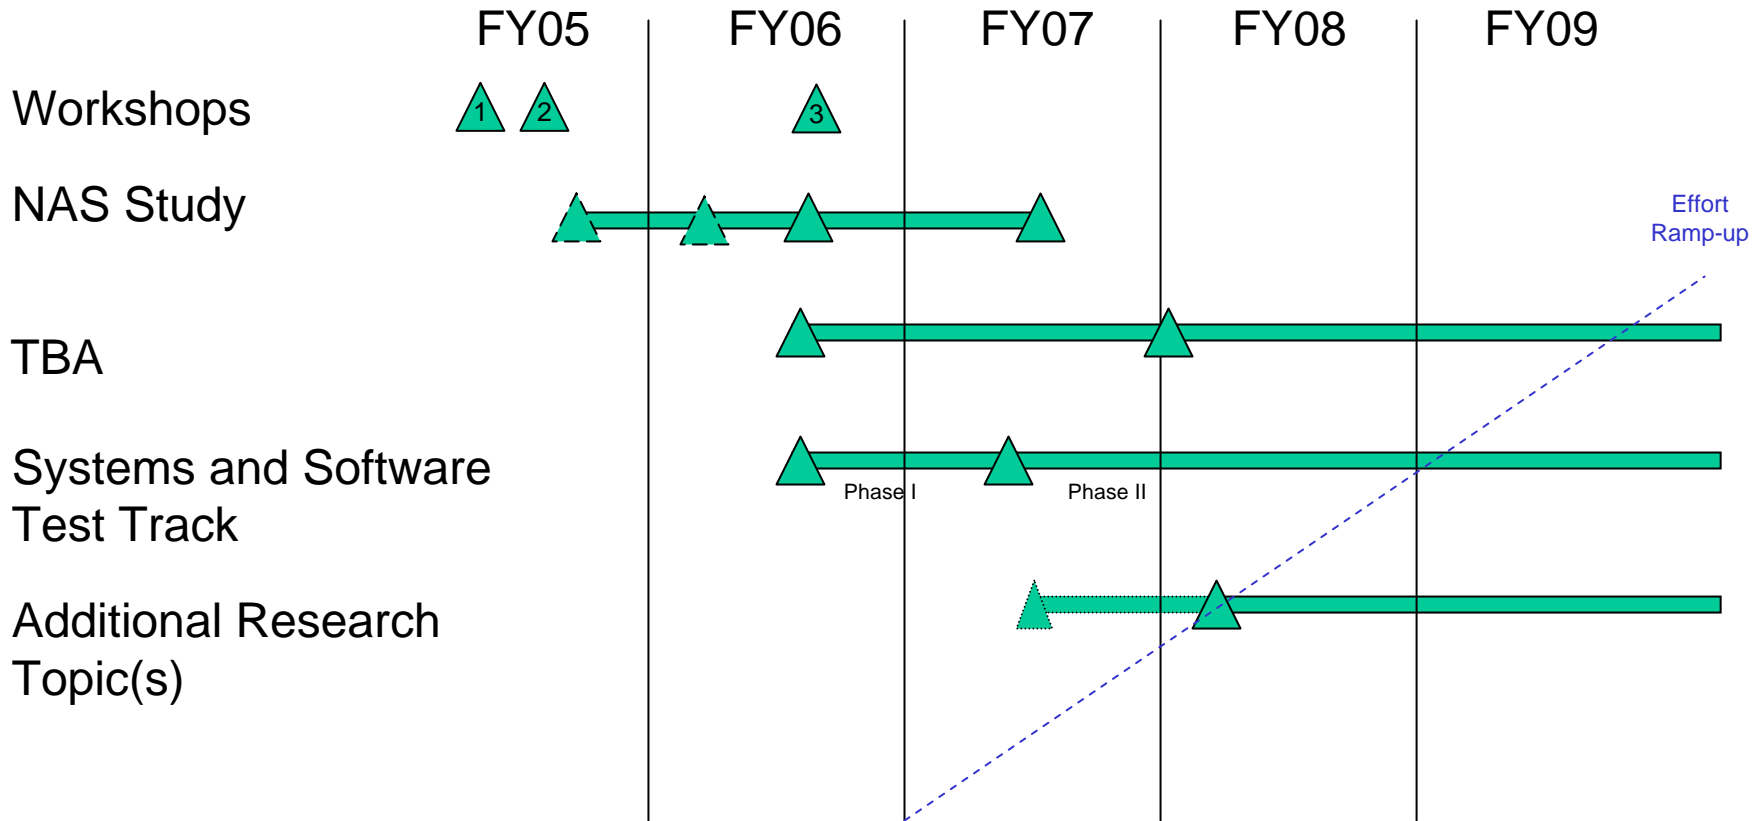 FY05 FY06 FY07 FY08 FY09
Workshops 1 2 3
NAS Study
Effort
Ramp-up
TBA
Systems and Software
Test Track
Phase I Phase II
Additional Research
Topic(s)